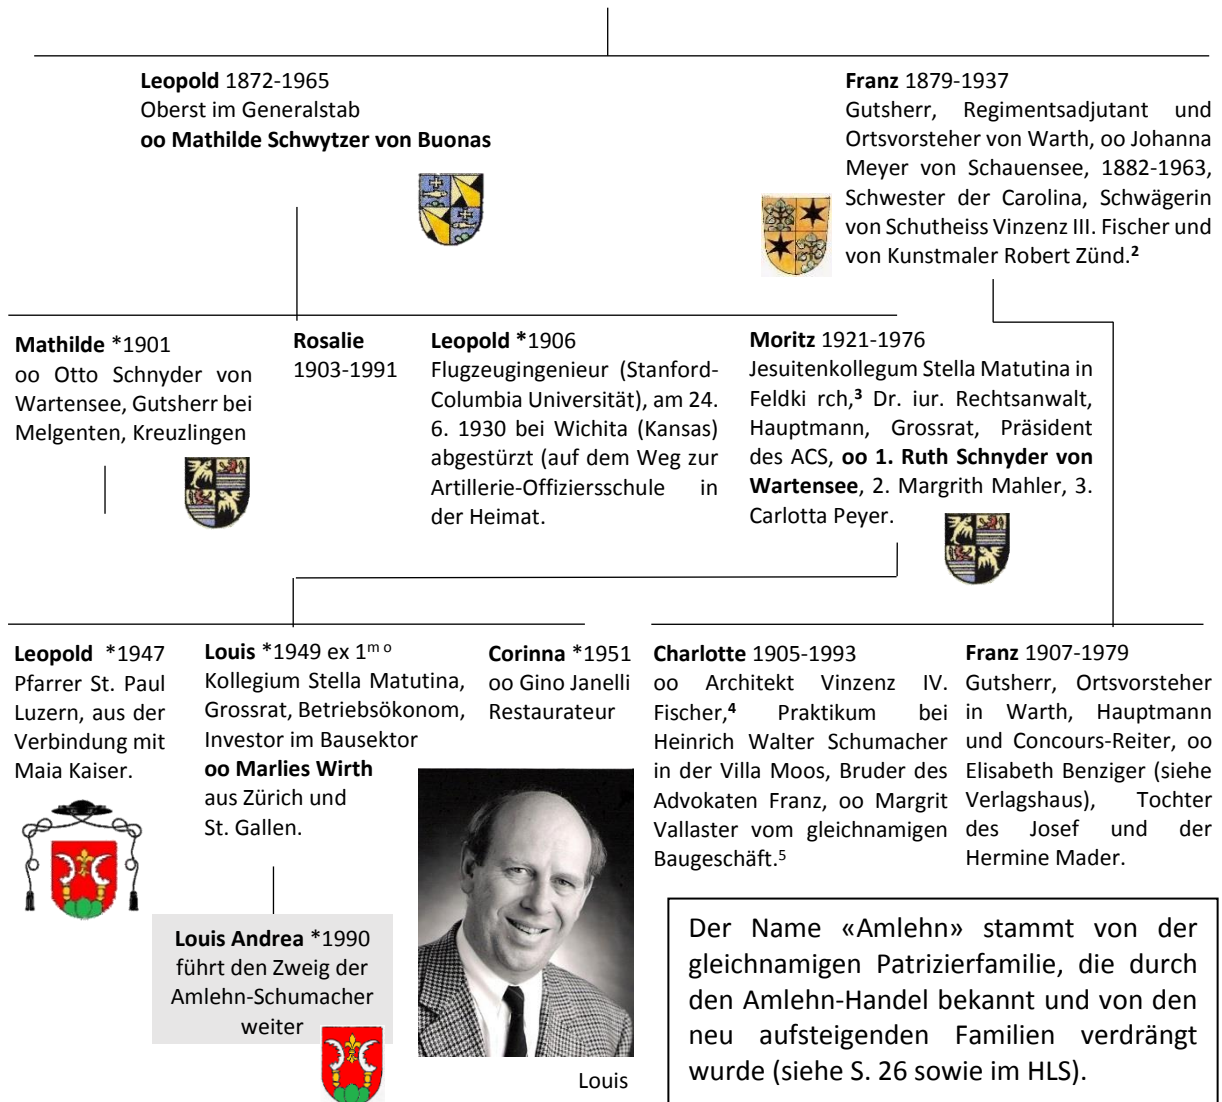 Leopold 1872-1965
Oberst im Generalstab
oo Mathilde Schwytzer von Buonas
Franz 1879-1937
Gutsherr, Regimentsadjutant und
Ortsvorsteher von Warth, oo Johanna
Meyer von Schauensee, 1882-1963,
Schwester der Carolina, Schwägerin
von Schutheiss Vinzenz III. Fischer und
von Kunstmaler Robert Zünd.²
Mathilde *1901
oo Otto Schnyder von
Wartensee, Gutsherr bei
Melgenten, Kreuzlingen
Rosalie
1903-1991
Leopold *1906
Flugzeugingenieur (Stanford-
Columbia Universität), am 24.
6. 1930 bei Wichita (Kansas)
abgestürzt (auf dem Weg zur
Artillerie-Offiziersschule in
der Heimat.
Moritz 1921-1976
Jesuitenkollegum Stella Matutina in
Feldki rch,³ Dr. iur. Rechtsanwalt,
Hauptmann, Grossrat, Präsident
des ACS, oo 1. Ruth Schnyder von
Wartensee, 2. Margrith Mahler, 3.
Carlotta Peyer.
Leopold *1947
Pfarrer St. Paul
Luzern, aus der
Verbindung mit
Maia Kaiser.
Louis *1949 ex 1ᵐ ᵒ
Kollegium Stella Matutina,
Grossrat, Betriebsökonom,
Investor im Bausektor
oo Marlies Wirth
aus Zürich und
St. Gallen.
Corinna *1951
oo Gino Janelli
Restaurateur
Charlotte 1905-1993
oo Architekt Vinzenz IV.
Fischer,⁴ Praktikum bei
Heinrich Walter Schumacher
in der Villa Moos, Bruder des
Advokaten Franz, oo Margrit
Vallaster vom gleichnamigen
Baugeschäft.⁵
Franz 1907-1979
Gutsherr, Ortsvorsteher
in Warth, Hauptmann
und Concours-Reiter, oo
Elisabeth Benziger (siehe
Verlagshaus), Tochter
des Josef und der
Hermine Mader.
Louis Andrea *1990
führt den Zweig der
Amlehn-Schumacher
weiter
Louis
Der Name «Amlehn» stammt von der
gleichnamigen Patrizierfamilie, die durch
den Amlehn-Handel bekannt und von den
neu aufsteigenden Familien verdrängt
wurde (siehe S. 26 sowie im HLS).